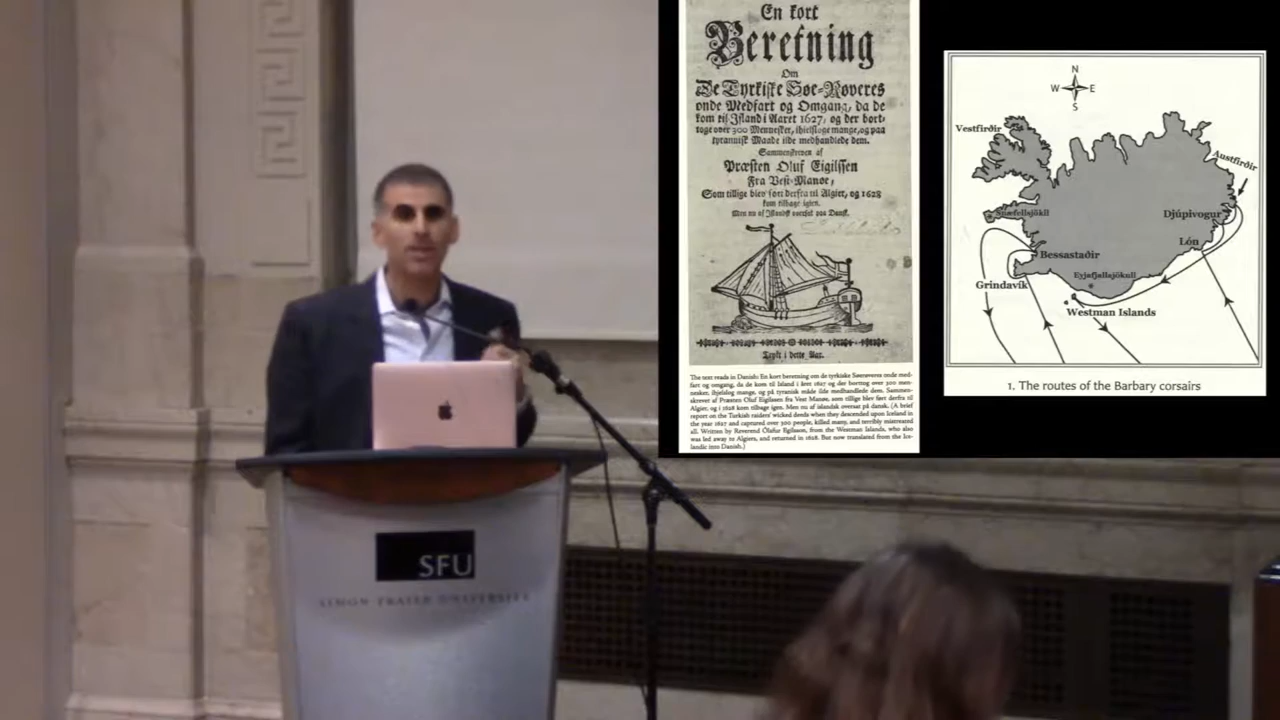 En kort
Beretning
Om
De Tyrkiske Søe-Røveres
onde Medfart og Omgang, da de
kom til Island i Aaret 1627, og der bort-
toge over 300 Mennesker, ihielsloge mange, og paa
tyrannisk Maade ilde medhandlede dem.
Sammenskreven af
Præsten Oluf Eigilssen
Fra Vest-Manøe,
Som tillige blev ført derfra til Algier, og 1628
kom tilbage igien.
Men nu af Islandsk oversat paa Dansk.
Trykt i dette Aar.
The text reads in Danish: En kort beretning om de tyrkiske Søerøveres onde med-
fart og omgang, da de kom til Island i året 1627 og der borttog over 300 men-
nesker, ihjelslog mange, og på tyranisk måde ilde medhandlede dem. Sammen-
skrevet af Præsten Oluf Eigilssen fra Vest Manøe, som tillige blev ført derfra til
Algier, og i 1628 kom tilbage igen. Men nu af islandsk oversat på dansk. (A brief
report on the Turkish raiders' wicked deeds when they descended upon Iceland in
the year 1627 and captured over 300 people, killed many, and terribly mistreated
all. Written by Reverend Ólafur Egilsson, from the Westman Islands, who also
was led away to Algiers, and returned in 1628. But now translated from the Ice-
landic into Danish.)
N
W E
S
Vestfirðir
Austfirðir
Snæfellsjökil
Djúpivogur
Lón
Bessastaðir
Eyjafjallsjökull
Grindavík
Westman Islands
1. The routes of the Barbary corsairs
SFU
SIMON FRASER UNIVERSITY